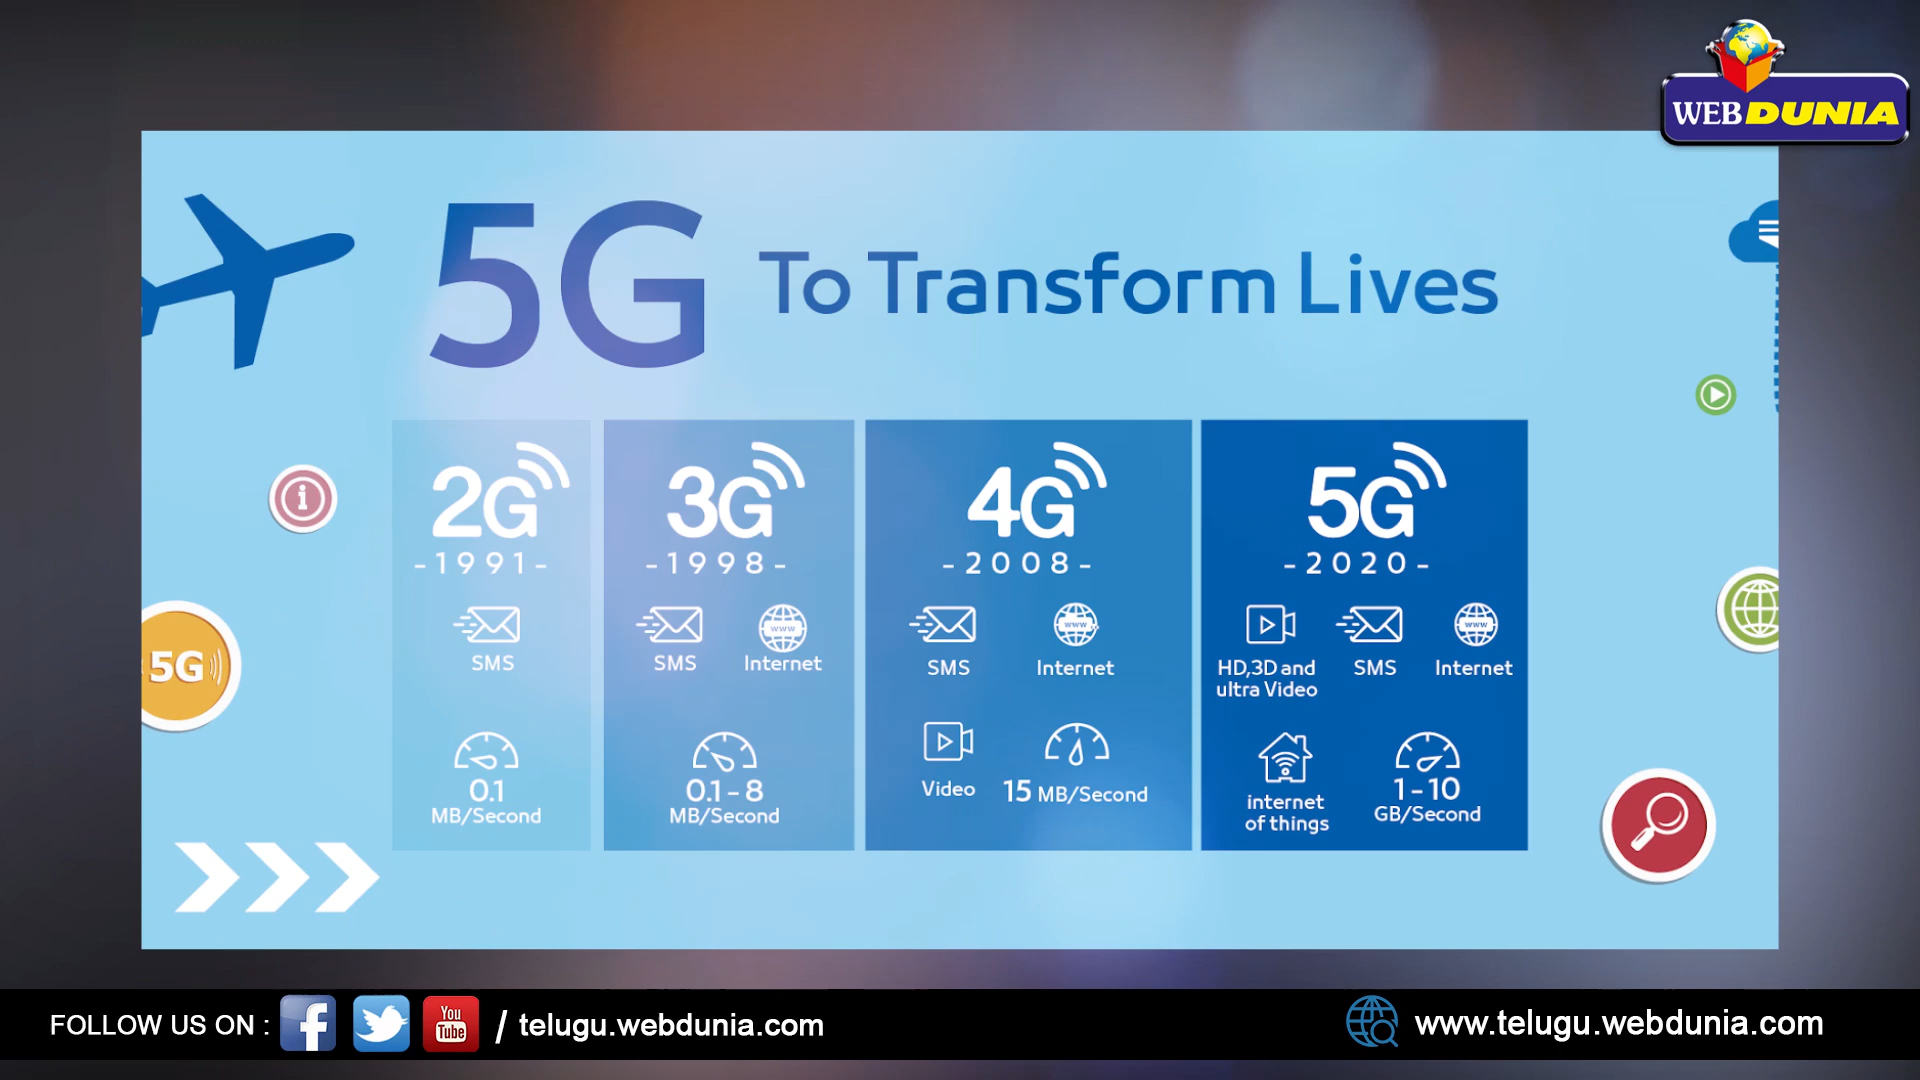 WEBDUNIA
5G To Transform Lives
2G
-1991-
SMS
0.1
MB/Second
3G
-1998-
www
SMS Internet
0.1-8
MB/Second
4G
-2008-
www
SMS Internet
Video 15 MB/Second
5G
-2020-
www
HD,3D and SMS Internet
ultra Video
internet
of things
1-10
GB/Second
i
5G
FOLLOW US ON : f You Tube / telugu.webdunia.com
www.telugu.webdunia.com